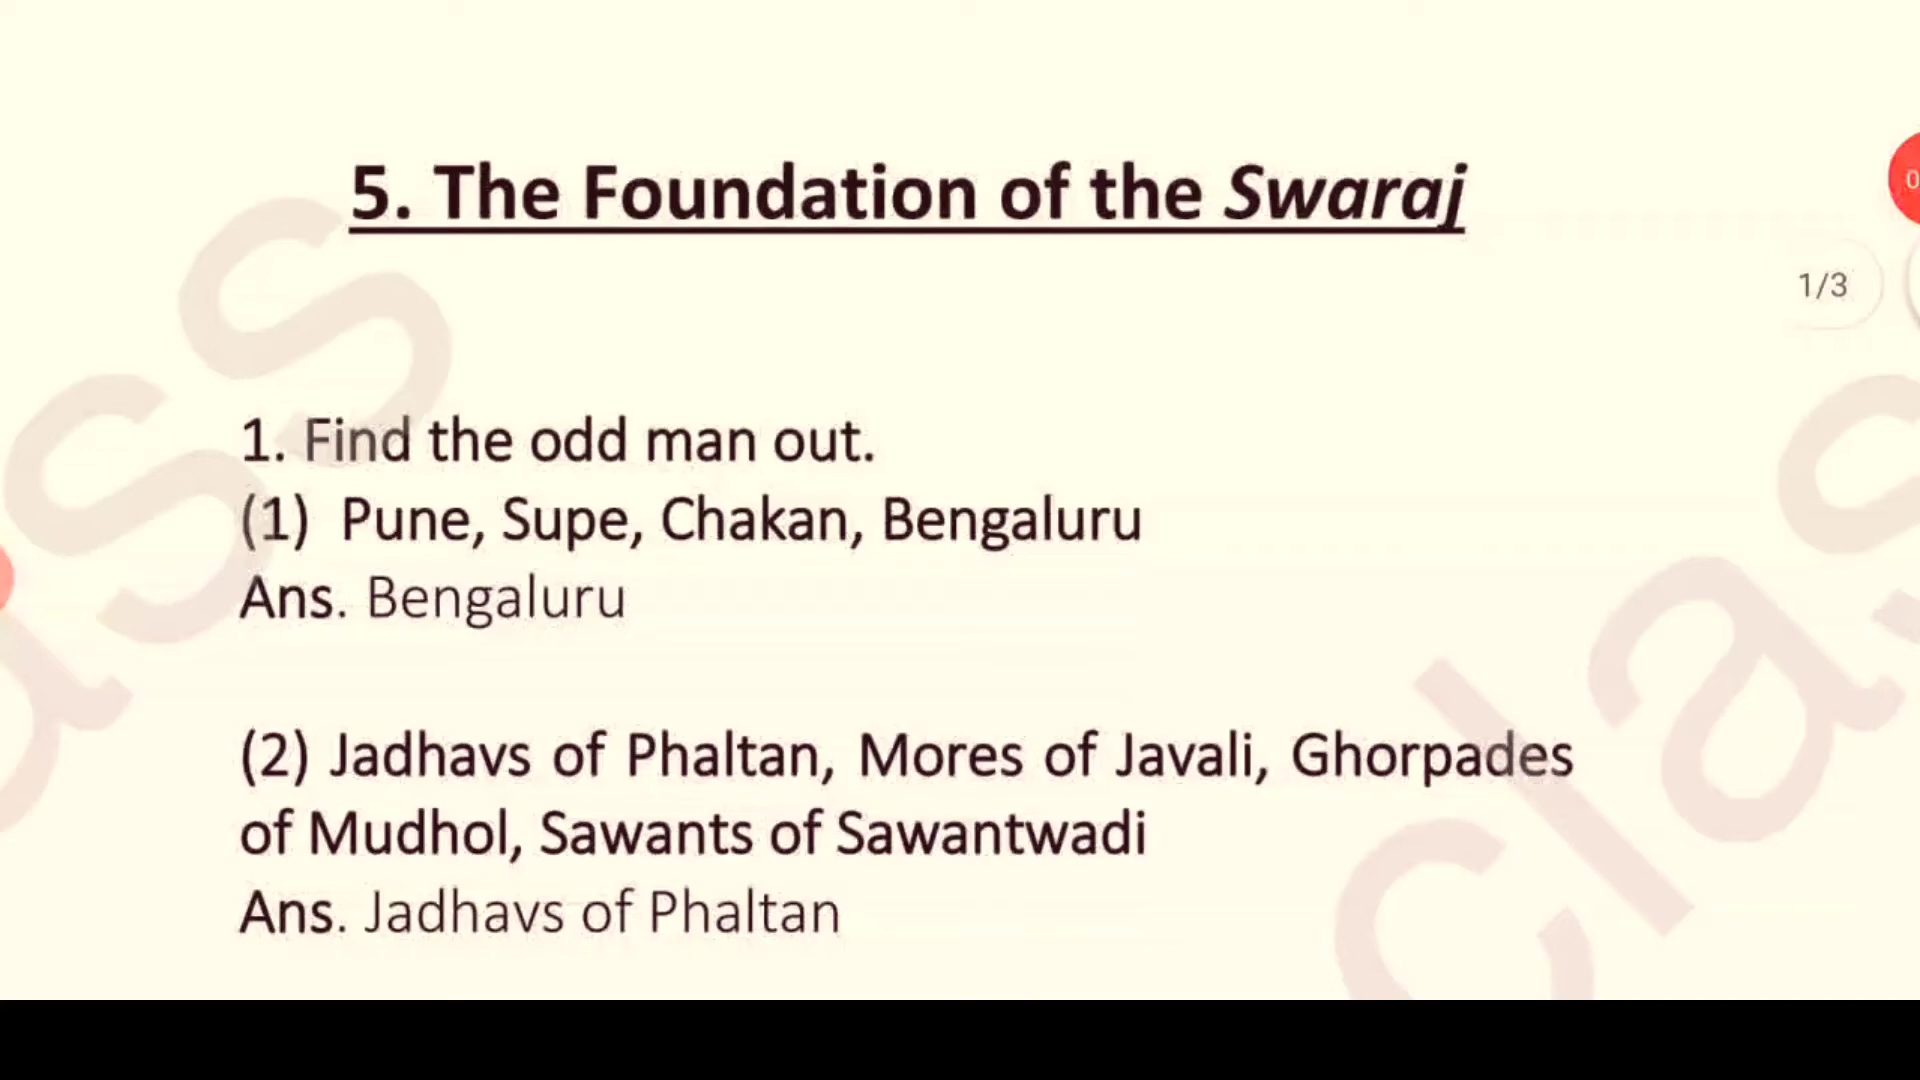 5. The Foundation of the Swaraj
1/3
1. Find the odd man out.
(1) Pune, Supe, Chakan, Bengaluru
Ans. Bengaluru
(2) Jadhavs of Phaltan, Mores of Javali, Ghorpades
of Mudhol, Sawants of Sawantwadi
Ans. Jadhavs of Phaltan